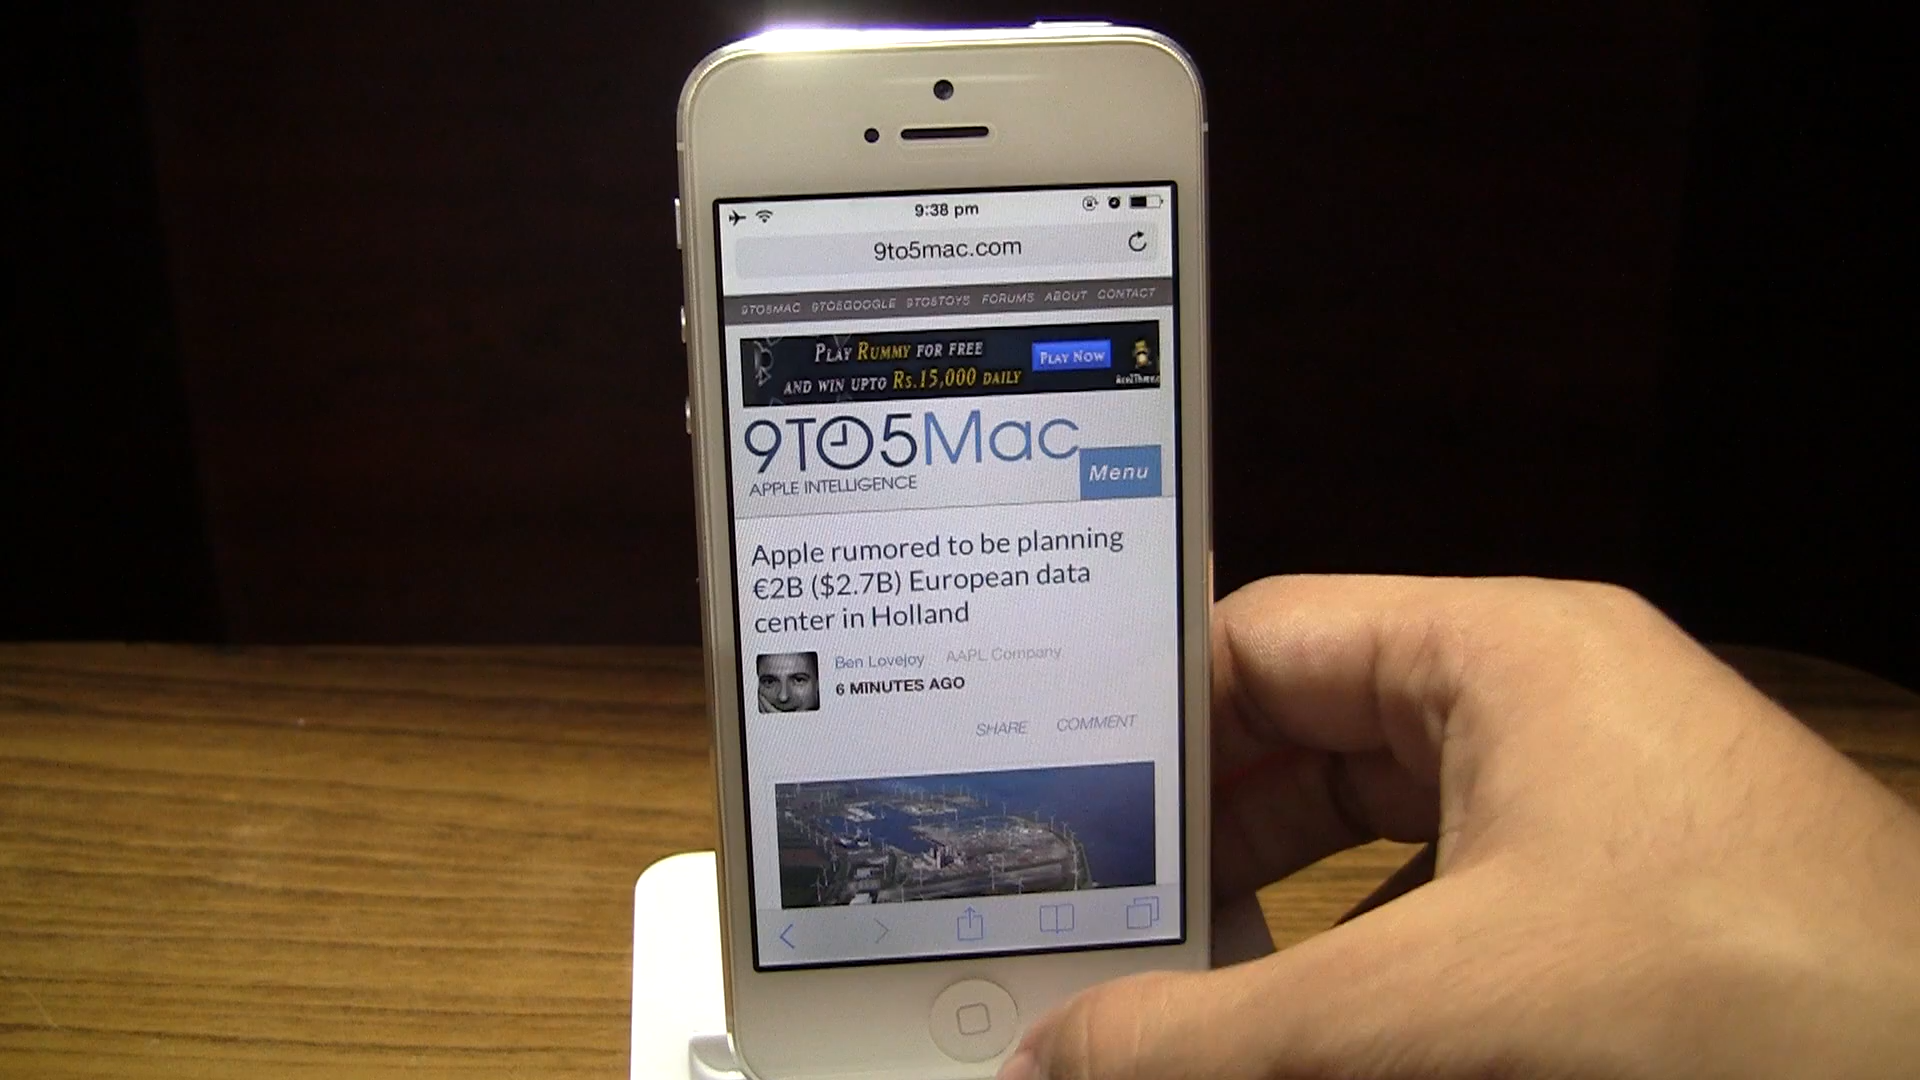 9:38 pm
9to5mac.com
9TO5MAC 9TO5GOOGLE 9TO5TOYS FORUMS ABOUT CONTACT
PLAY RUMMY FOR FREE
AND WIN UPTO RS.15,000 DAILY
PLAY NOW
9TO5Mac
APPLE INTELLIGENCE
Menu
Apple rumored to be planning
€2B ($2.7B) European data
center in Holland
Ben Lovejoy AAPL Company
6 MINUTES AGO
SHARE COMMENT